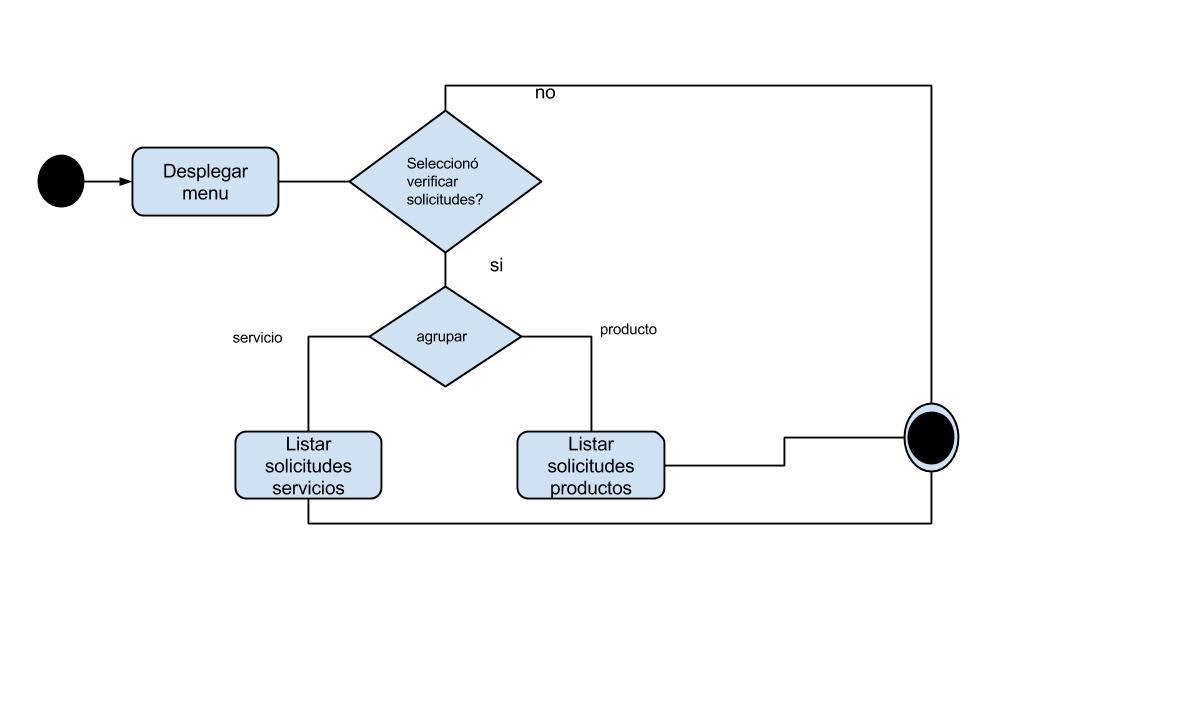 no
Desplegar
menu
Seleccionó
verificar
solicitudes?
si
servicio
agrupar
producto
Listar
solicitudes
servicios
Listar
solicitudes
productos